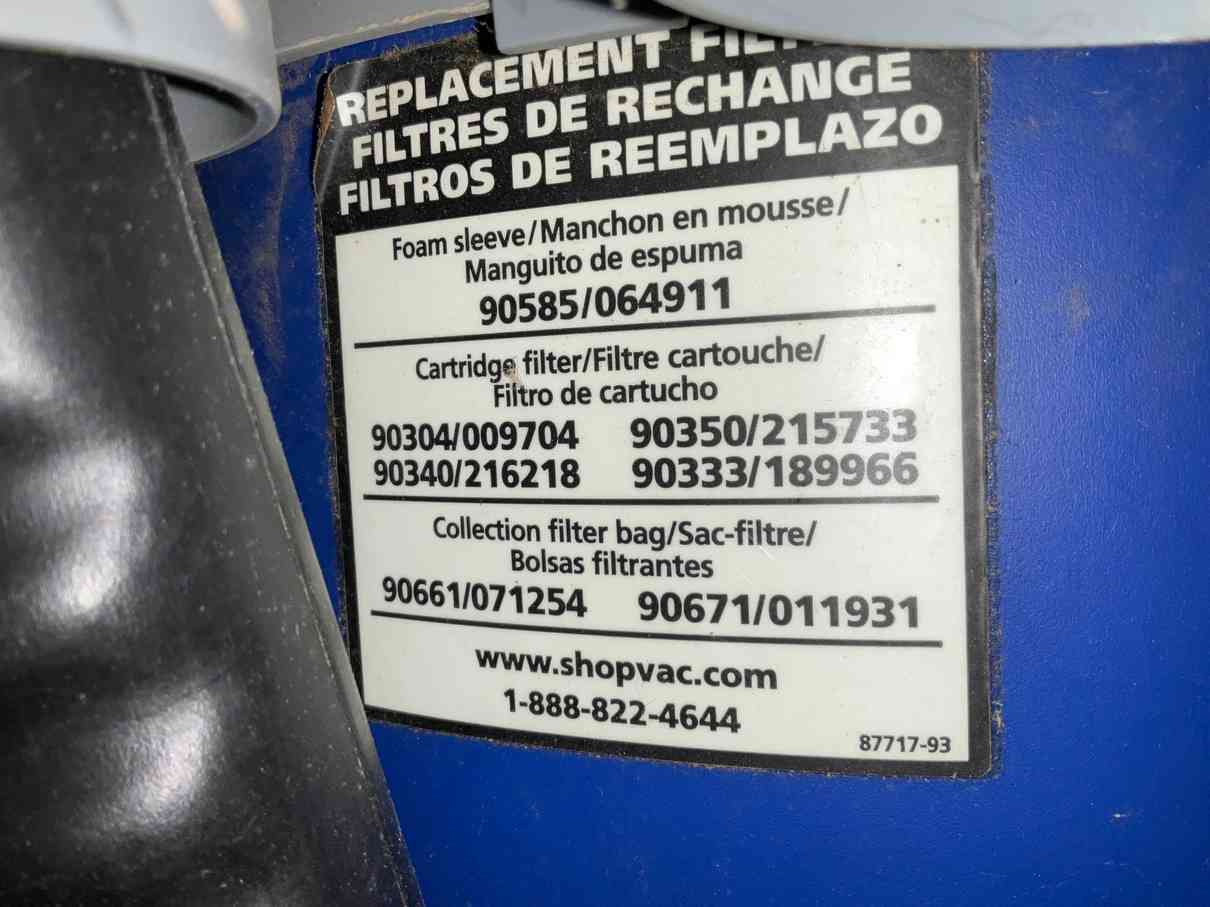 REPLACEMENT
FILTRES DE RECHANGE
FILTROS DE REEMPLAZO
Foam sleeve/Manchon en mousse/
Manguito de espuma
90585/064911
Cartridge filter/Filtre cartouche/
Filtro de cartucho
90304/009704 90350/215733
90340/216218 90333/189966
Collection filter bag/Sac-filtre/
Bolsas filtrantes
90661/071254 90671/011931
www.shopvac.com
1-888-822-4644
87717-93